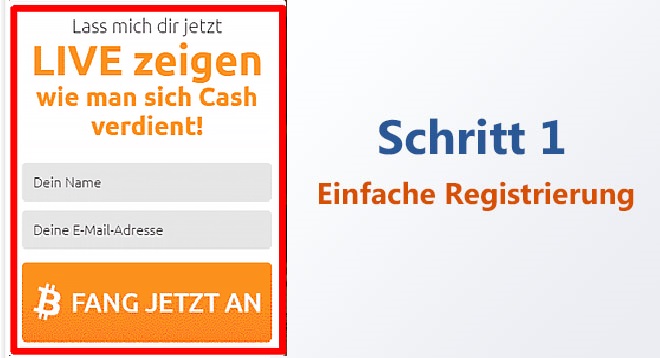 Lass mich dir jetzt
LIVE zeigen
wie man sich Cash
verdient!
Dein Name
Deine E-Mail-Adresse
FANG JETZT AN
Schritt 1
Einfache Registrierung